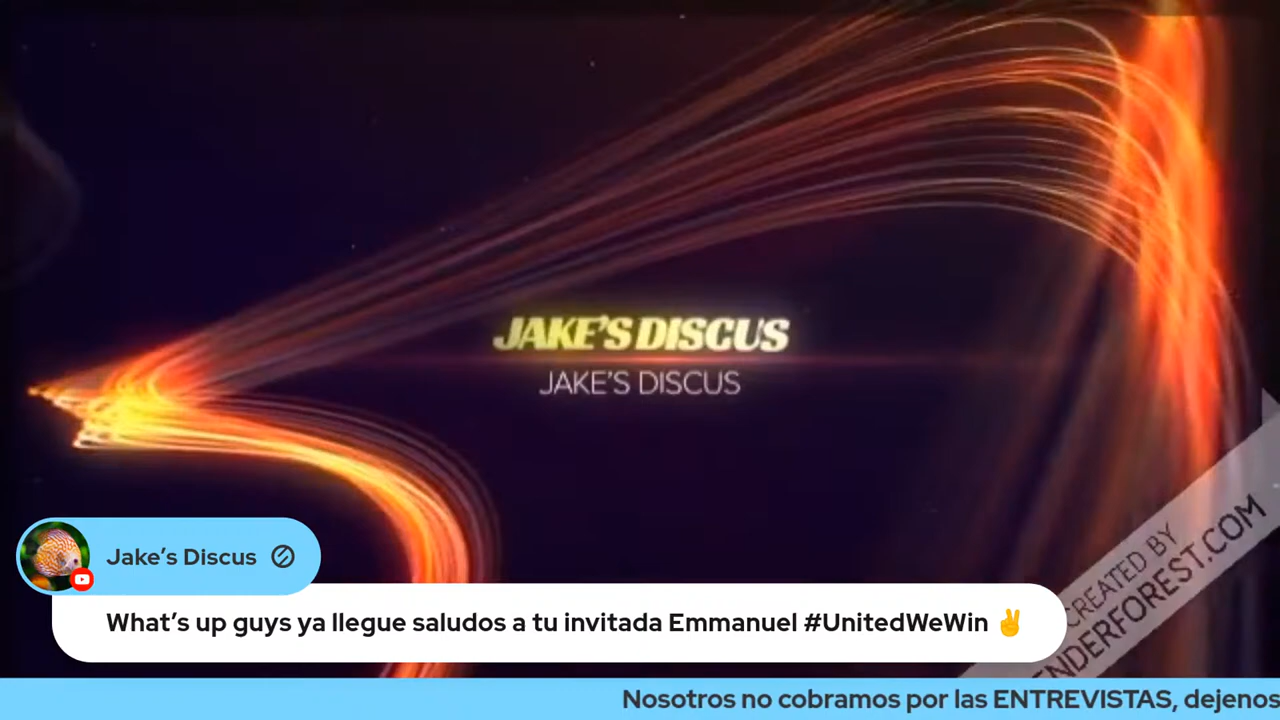 JAKE'S DISCUS
JAKE'S DISCUS
CREATED BY
ENDERFOREST.COM
Jake's Discus
What's up guys ya llegue saludos a tu invitada Emmanuel #UnitedWeWin ✌️
Nosotros no cobramos por las ENTREVISTAS, dejenos